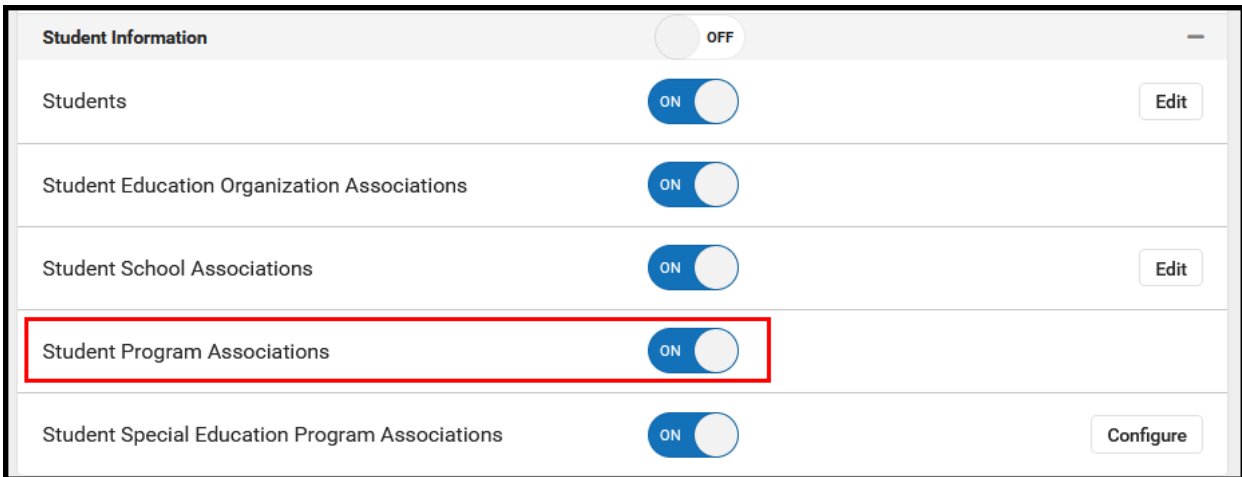 Student Information OFF
Students ON Edit
Student Education Organization Associations ON
Student School Associations ON Edit
Student Program Associations ON
Student Special Education Program Associations ON Configure